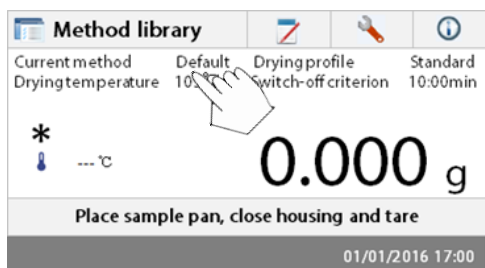 Method library
Current method Default Drying profile Standard
Drying temperature Switch-off criterion 10:00min
* --- °C 0.000 g
Place sample pan, close housing and tare
01/01/2016 17:00